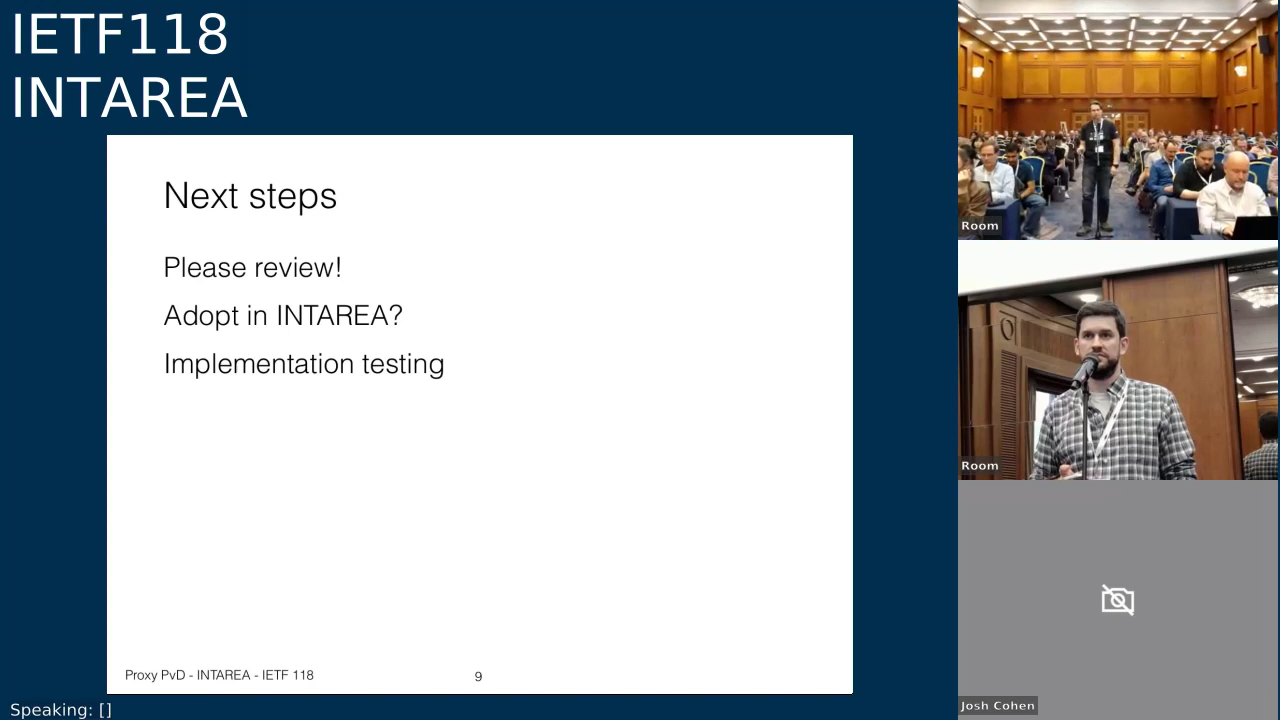 IETF118
INTAREA
Next steps
Please review!
Adopt in INTAREA?
Implementation testing
Proxy PvD - INTAREA - IETF 118
9
Speaking: []
Room
Room
Josh Cohen